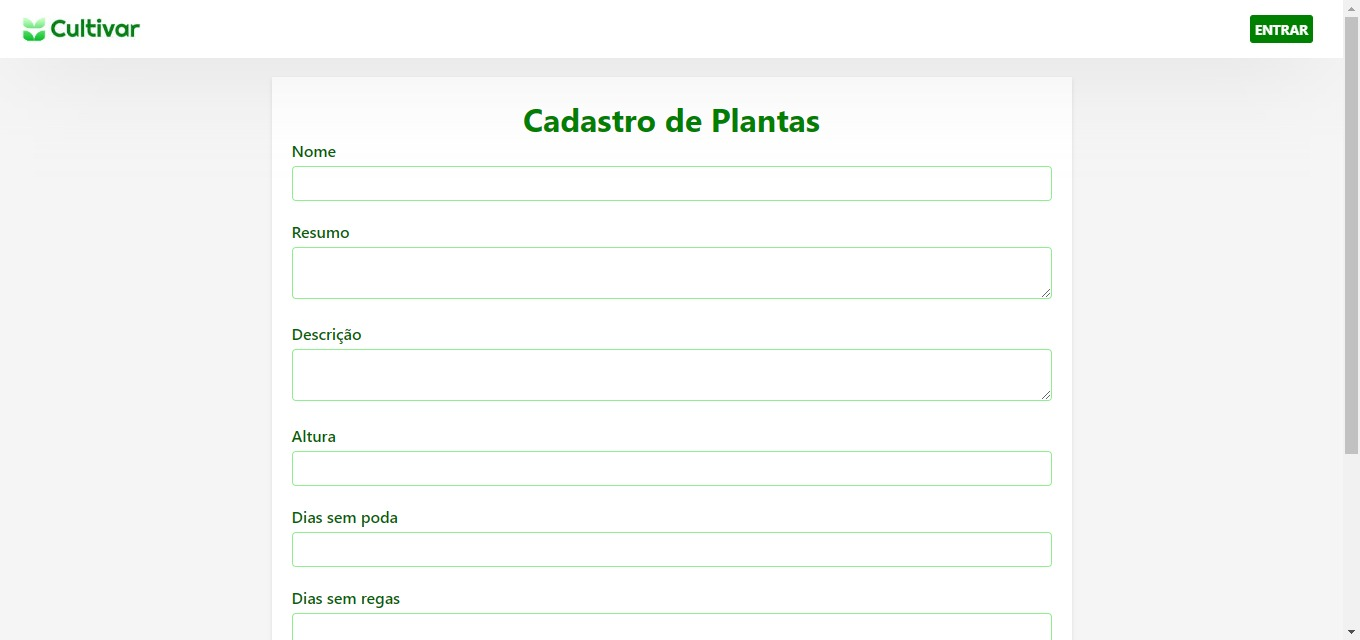 Cultivar
ENTRAR
Cadastro de Plantas
Nome
Resumo
Descrição
Altura
Dias sem poda
Dias sem regas